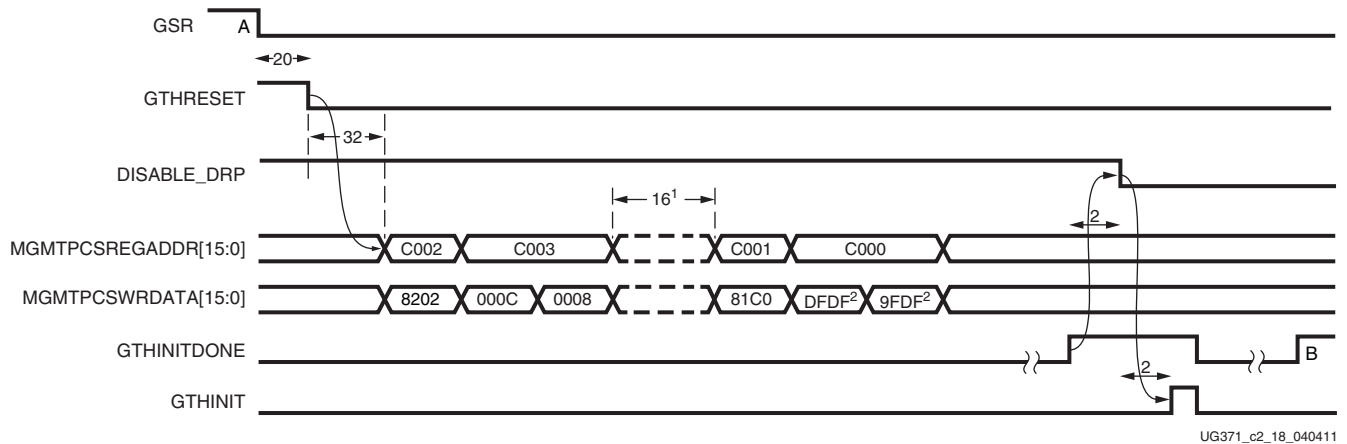 GSR A
20
GTHRESET
32
DISABLE_DRP
16¹
2
MGMTPCSREGADDR[15:0] C002 C003 C001 C000
MGMTPCSWRDATA[15:0] 8202 000C 0008 81C0 DFDF² 9FDF²
GTHINITDONE B
2
GTHINIT
UG371_c2_18_040411